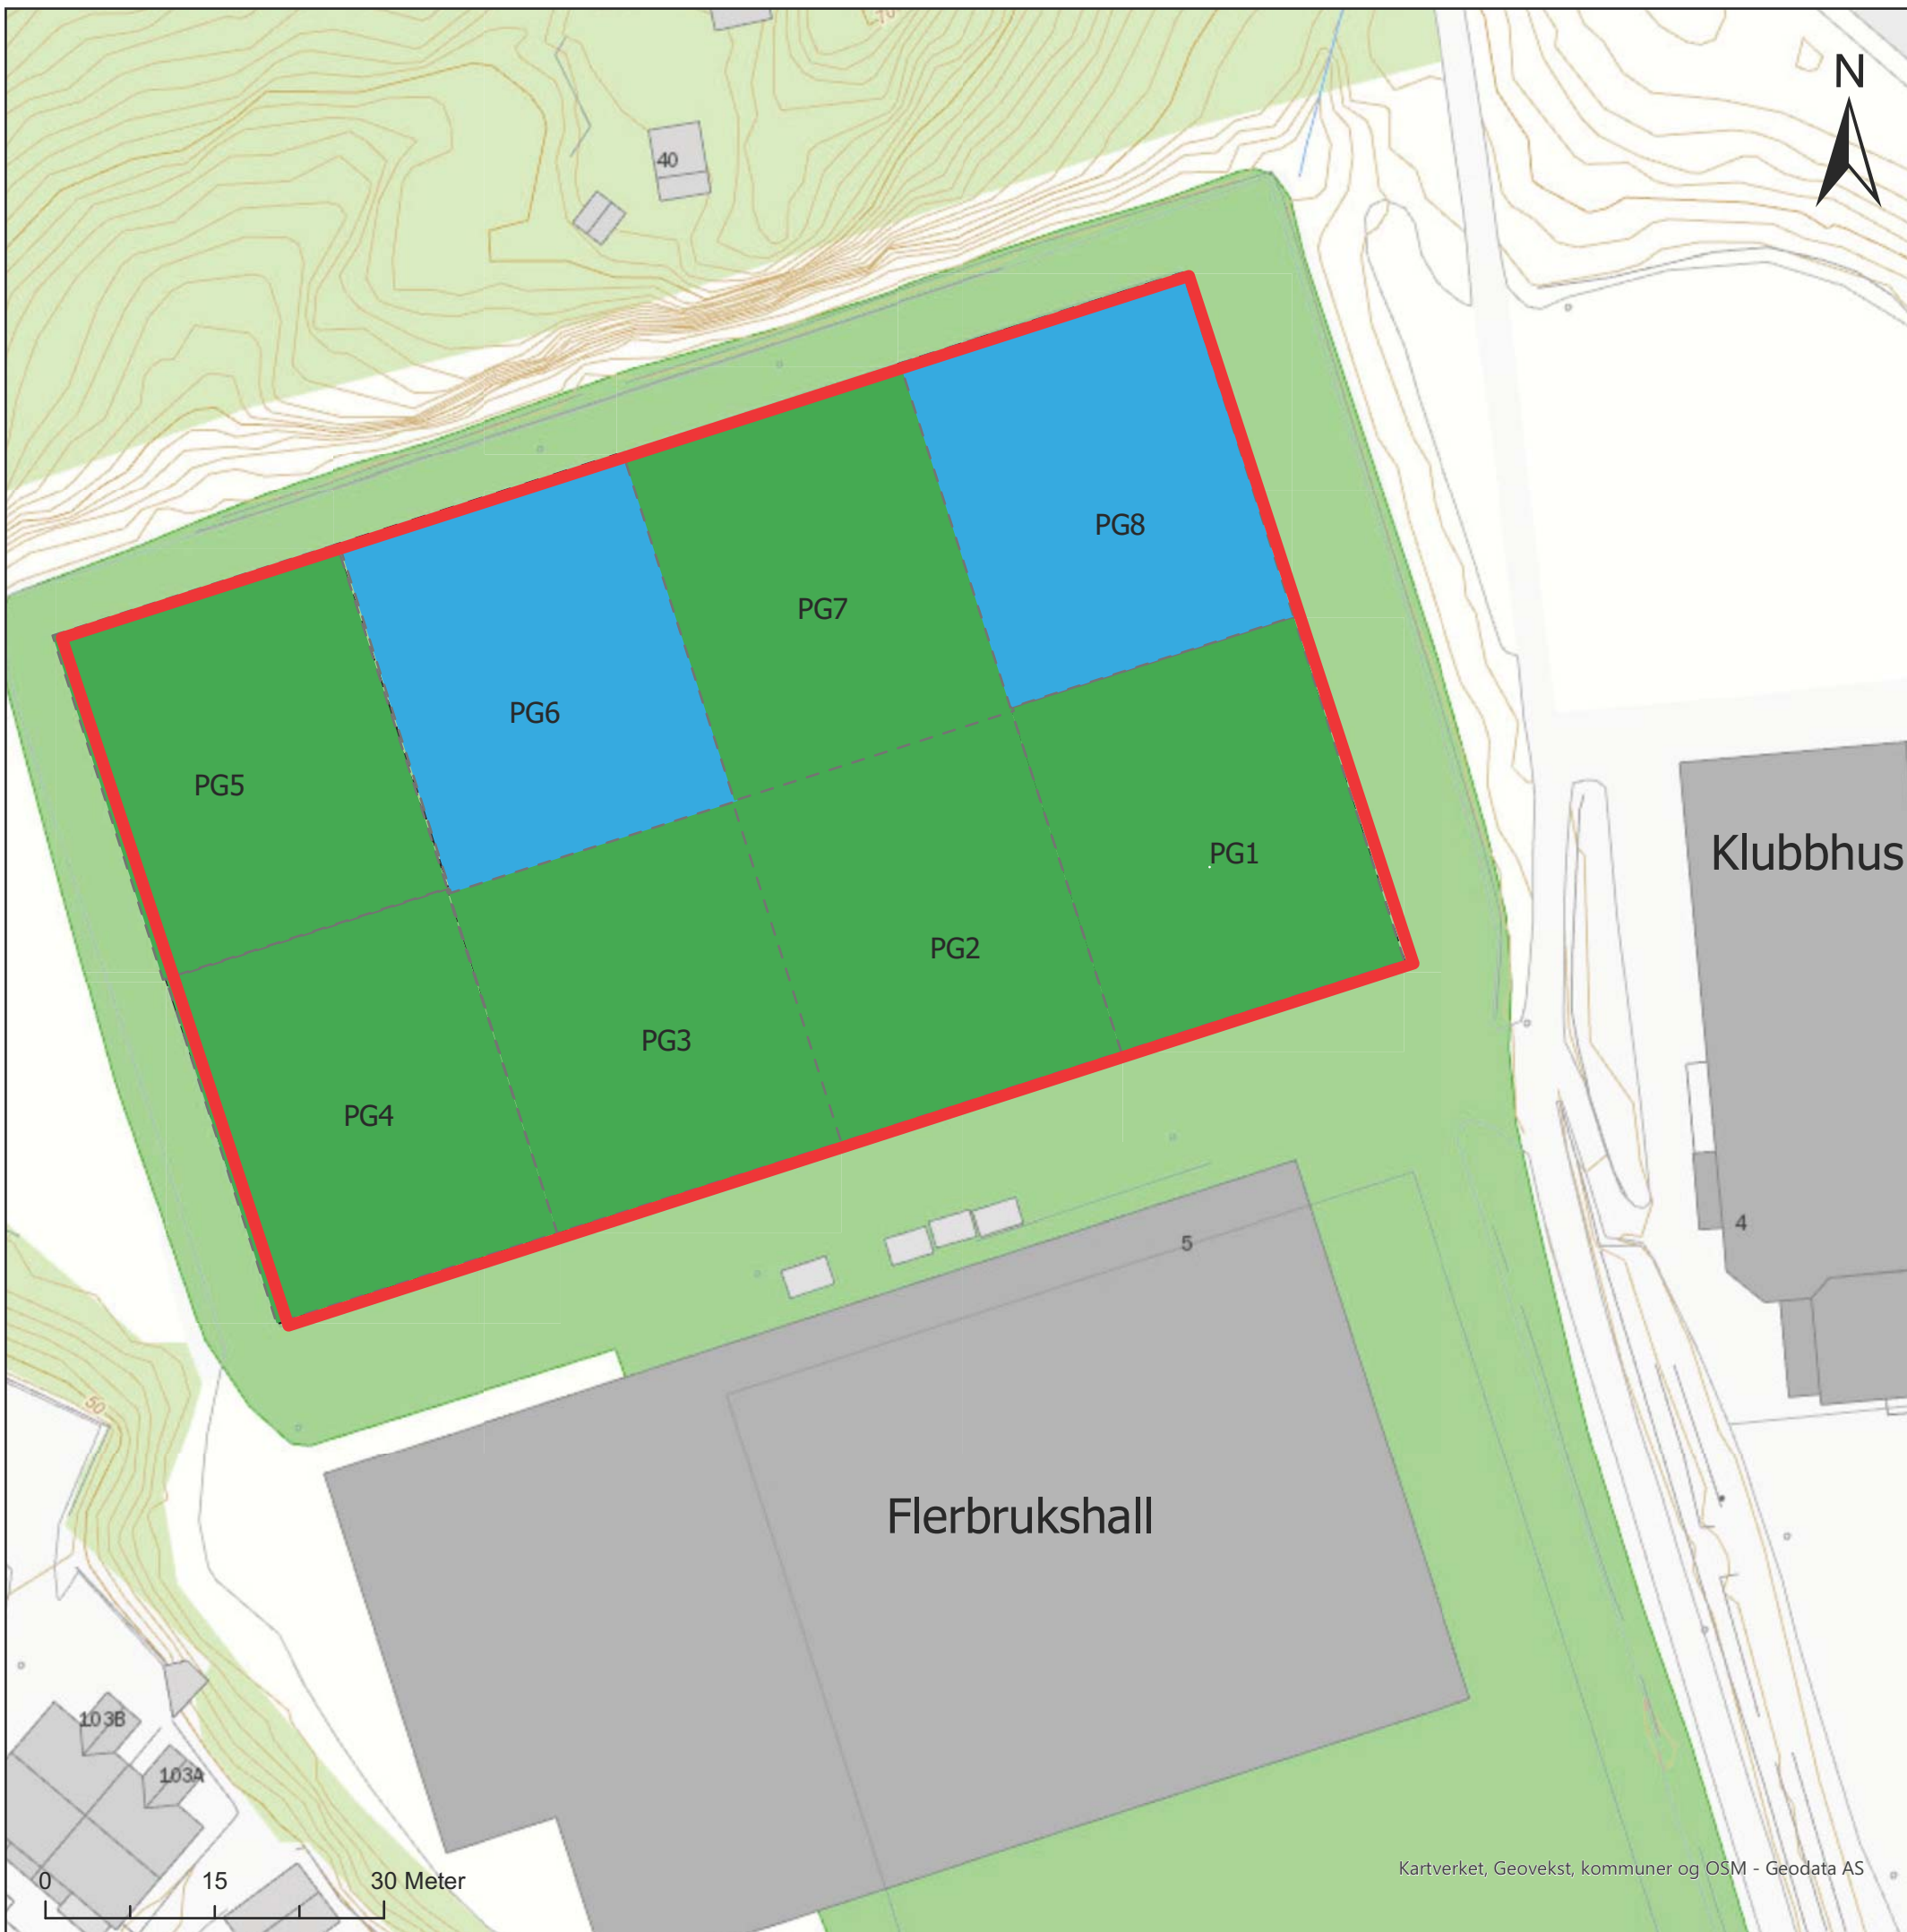 70
N
40
PG8
PG7
PG6
PG5
PG1
Klubbhus
PG2
PG3
PG4
4
5
50
Flerbrukshall
103B
103A
Kartverket, Geovekst, kommuner og OSM - Geodata AS
0 15 30 Meter